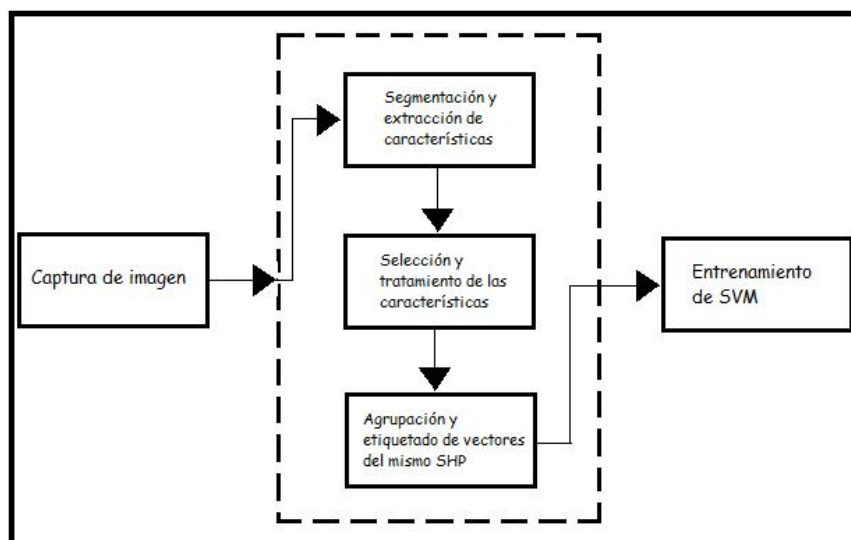 Captura de imagen
Segmentación y
extracción de
características
Selección y
tratamiento de las
características
Agrupación y
etiquetado de vectores
del mismo SHP
Entrenamiento
de SVM